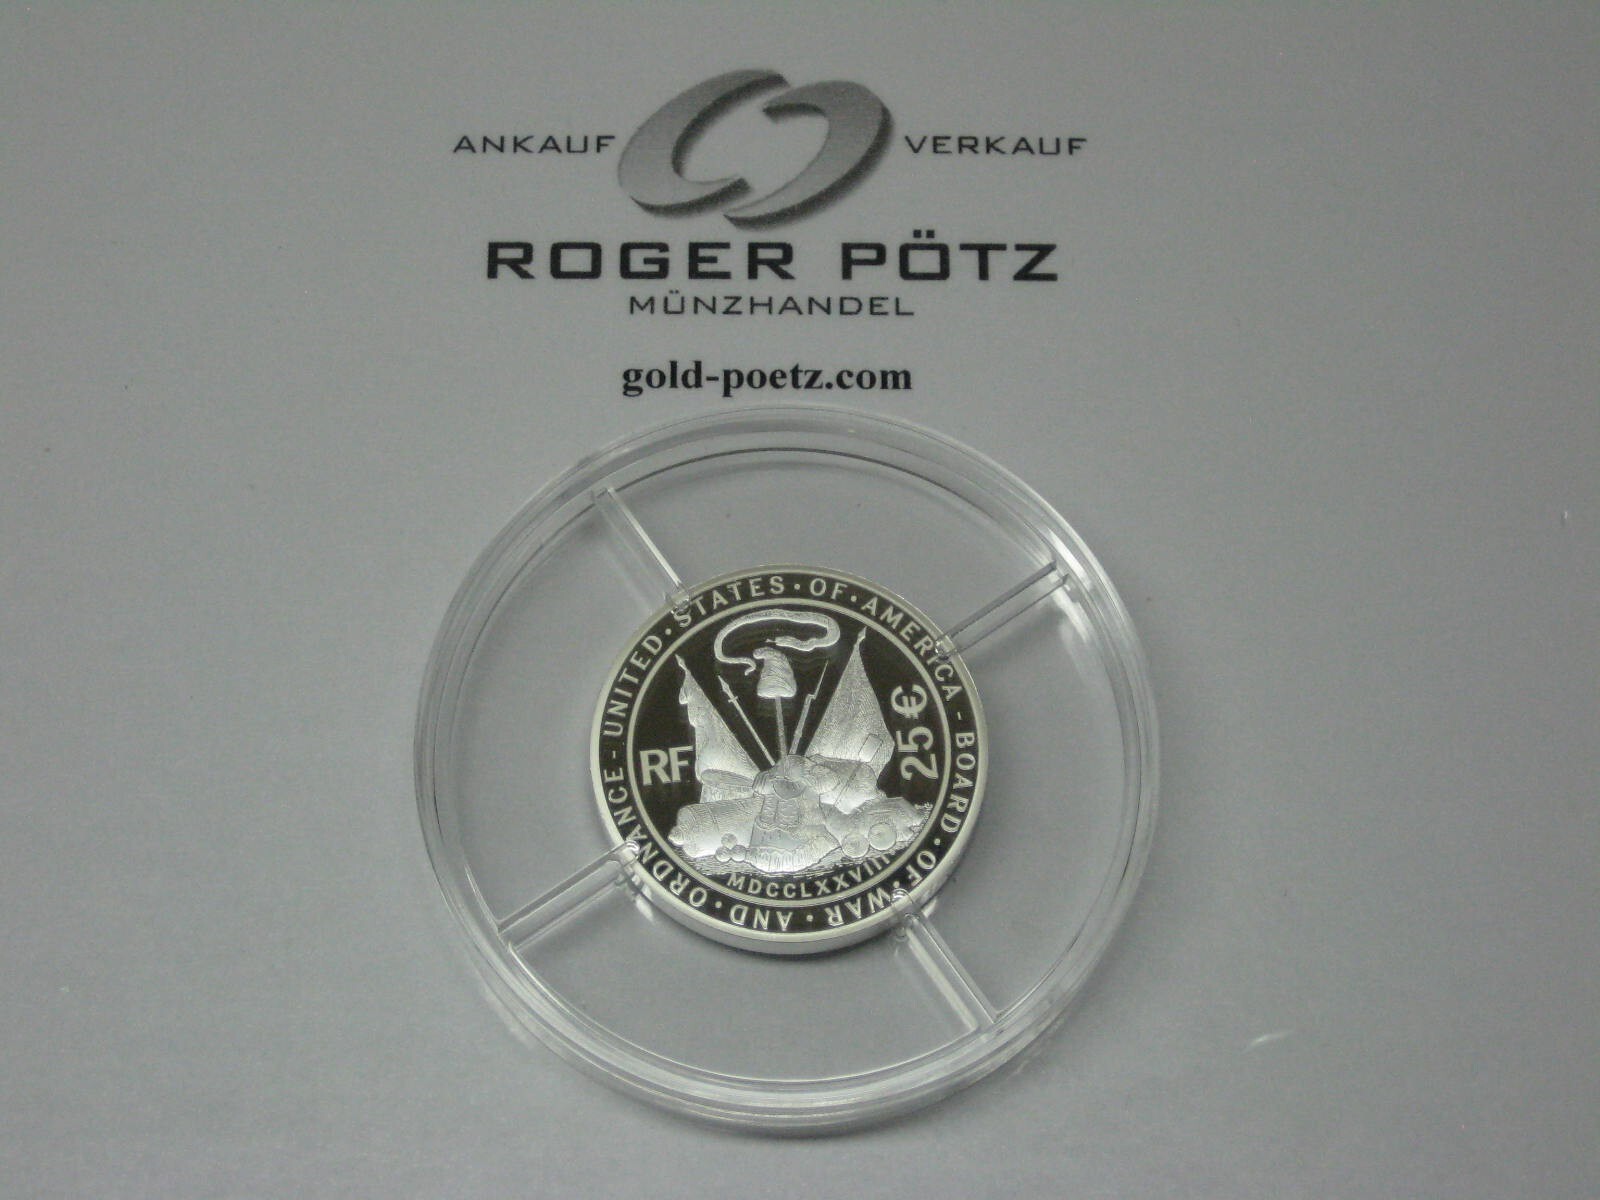 ANKAUF VERKAUF
ROGER PÖTZ
MÜNZHANDEL
gold-poetz.com
UNITED·STATES·OF·AMERICA - BOARD·OF·WAR·AND·ORDNANCE -
RF
25 €
MDCCLXXVIII